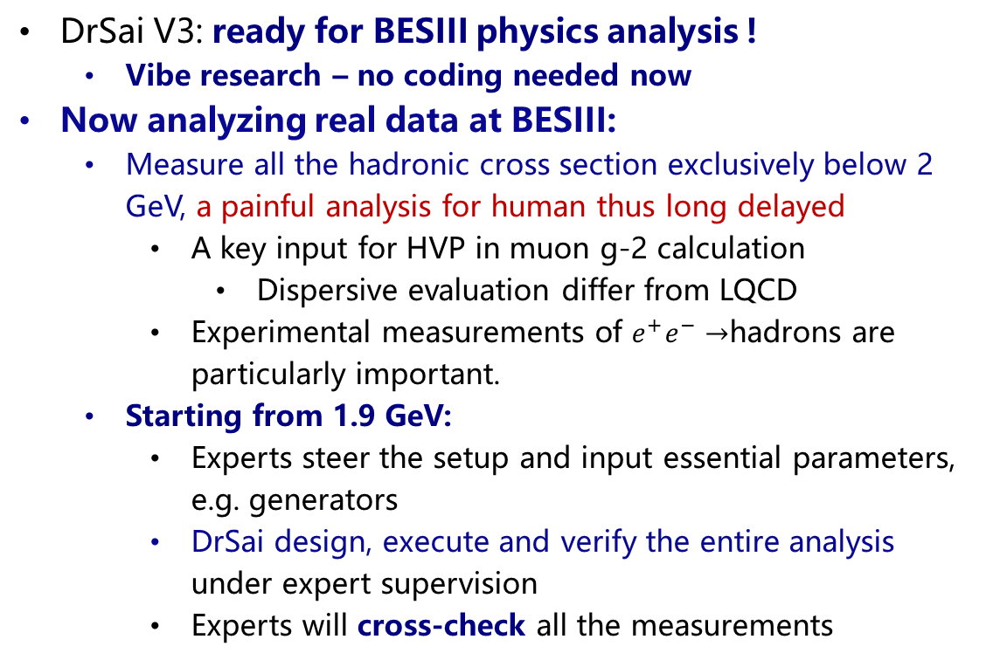 • DrSai V3: ready for BESIII physics analysis !
• Vibe research – no coding needed now
• Now analyzing real data at BESIII:
• Measure all the hadronic cross section exclusively below 2
GeV, a painful analysis for human thus long delayed
• A key input for HVP in muon g-2 calculation
• Dispersive evaluation differ from LQCD
• Experimental measurements of e⁺e⁻ →hadrons are
particularly important.
• Starting from 1.9 GeV:
• Experts steer the setup and input essential parameters,
e.g. generators
• DrSai design, execute and verify the entire analysis
under expert supervision
• Experts will cross-check all the measurements